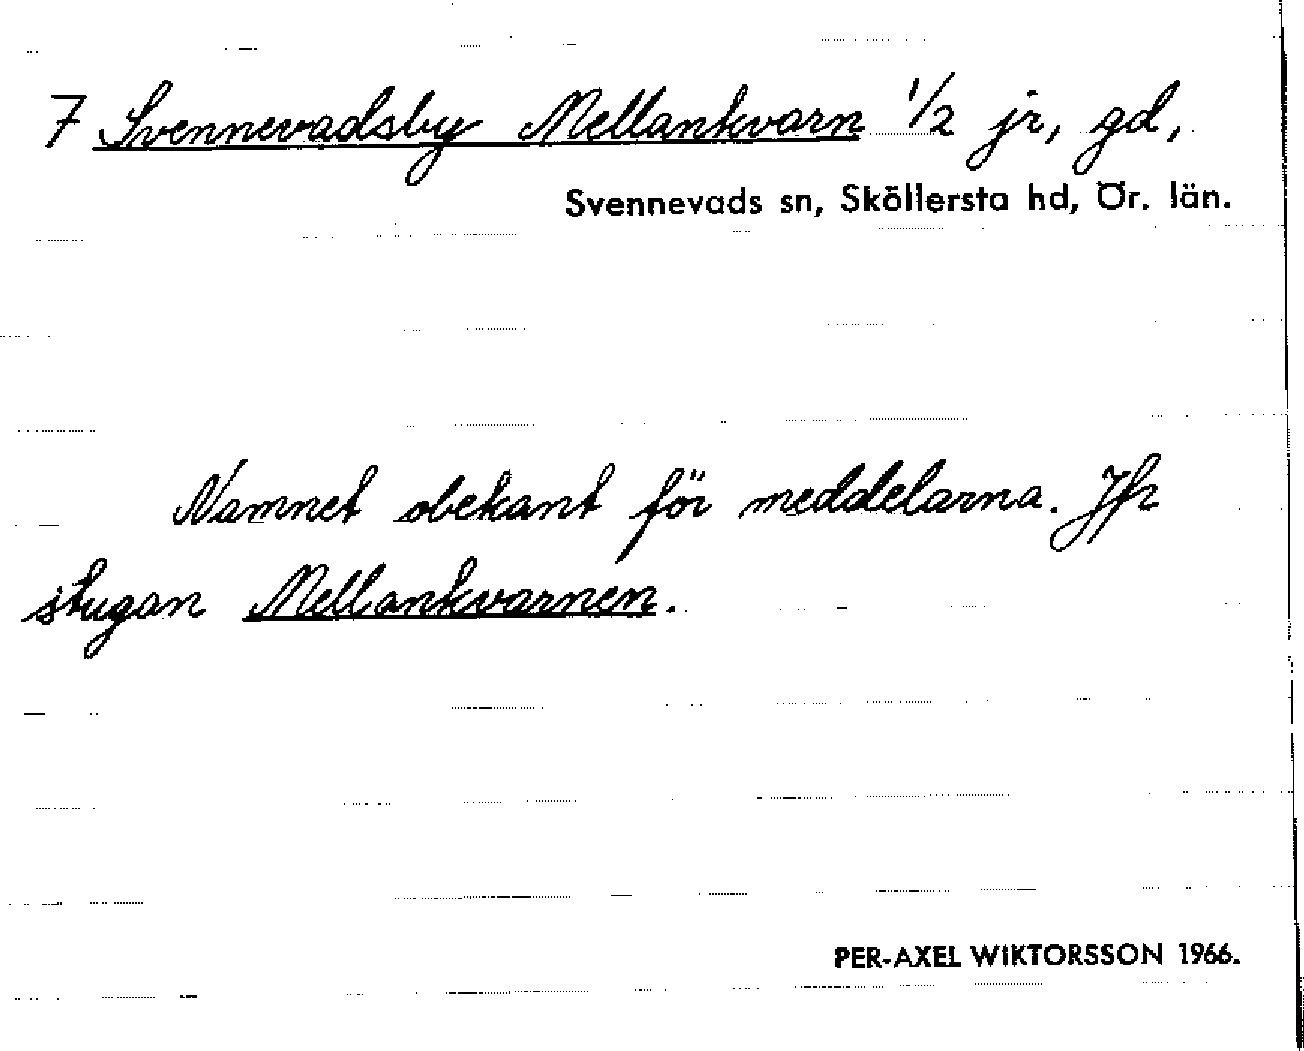 7 Svennevadsby Mellankvarn 1/2 jr, gd,
Svennevads sn, Sköllersta hd, Ör. län.
Namnet obekant för meddelarna. Jfr
stugan Mellankvarnen.
PER-AXEL WIKTORSSON 1966.